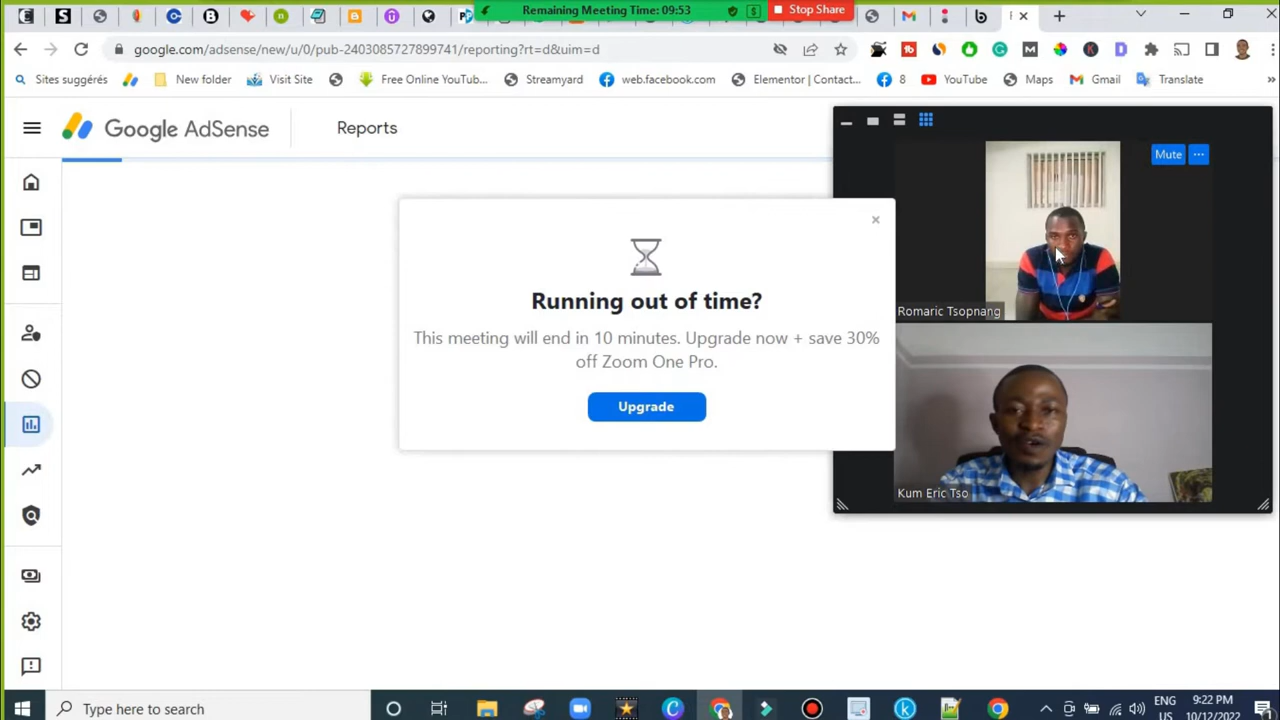 Remaining Meeting Time: 09:53
Stop Share
google.com/adsense/new/u/0/pub-2403085727899741/reporting?rt=d&uim=d
Sites suggérés
New folder
Visit Site
Free Online YouTub...
Streamyard
web.facebook.com
Elementor | Contact...
8
YouTube
Maps
Gmail
Translate
Google AdSense
Reports
Mute
Running out of time?
This meeting will end in 10 minutes. Upgrade now + save 30%
off Zoom One Pro.
Upgrade
Romaric Tsopnang
Kum Eric Tso
Type here to search
ENG
US
9:22 PM
10/12/2022